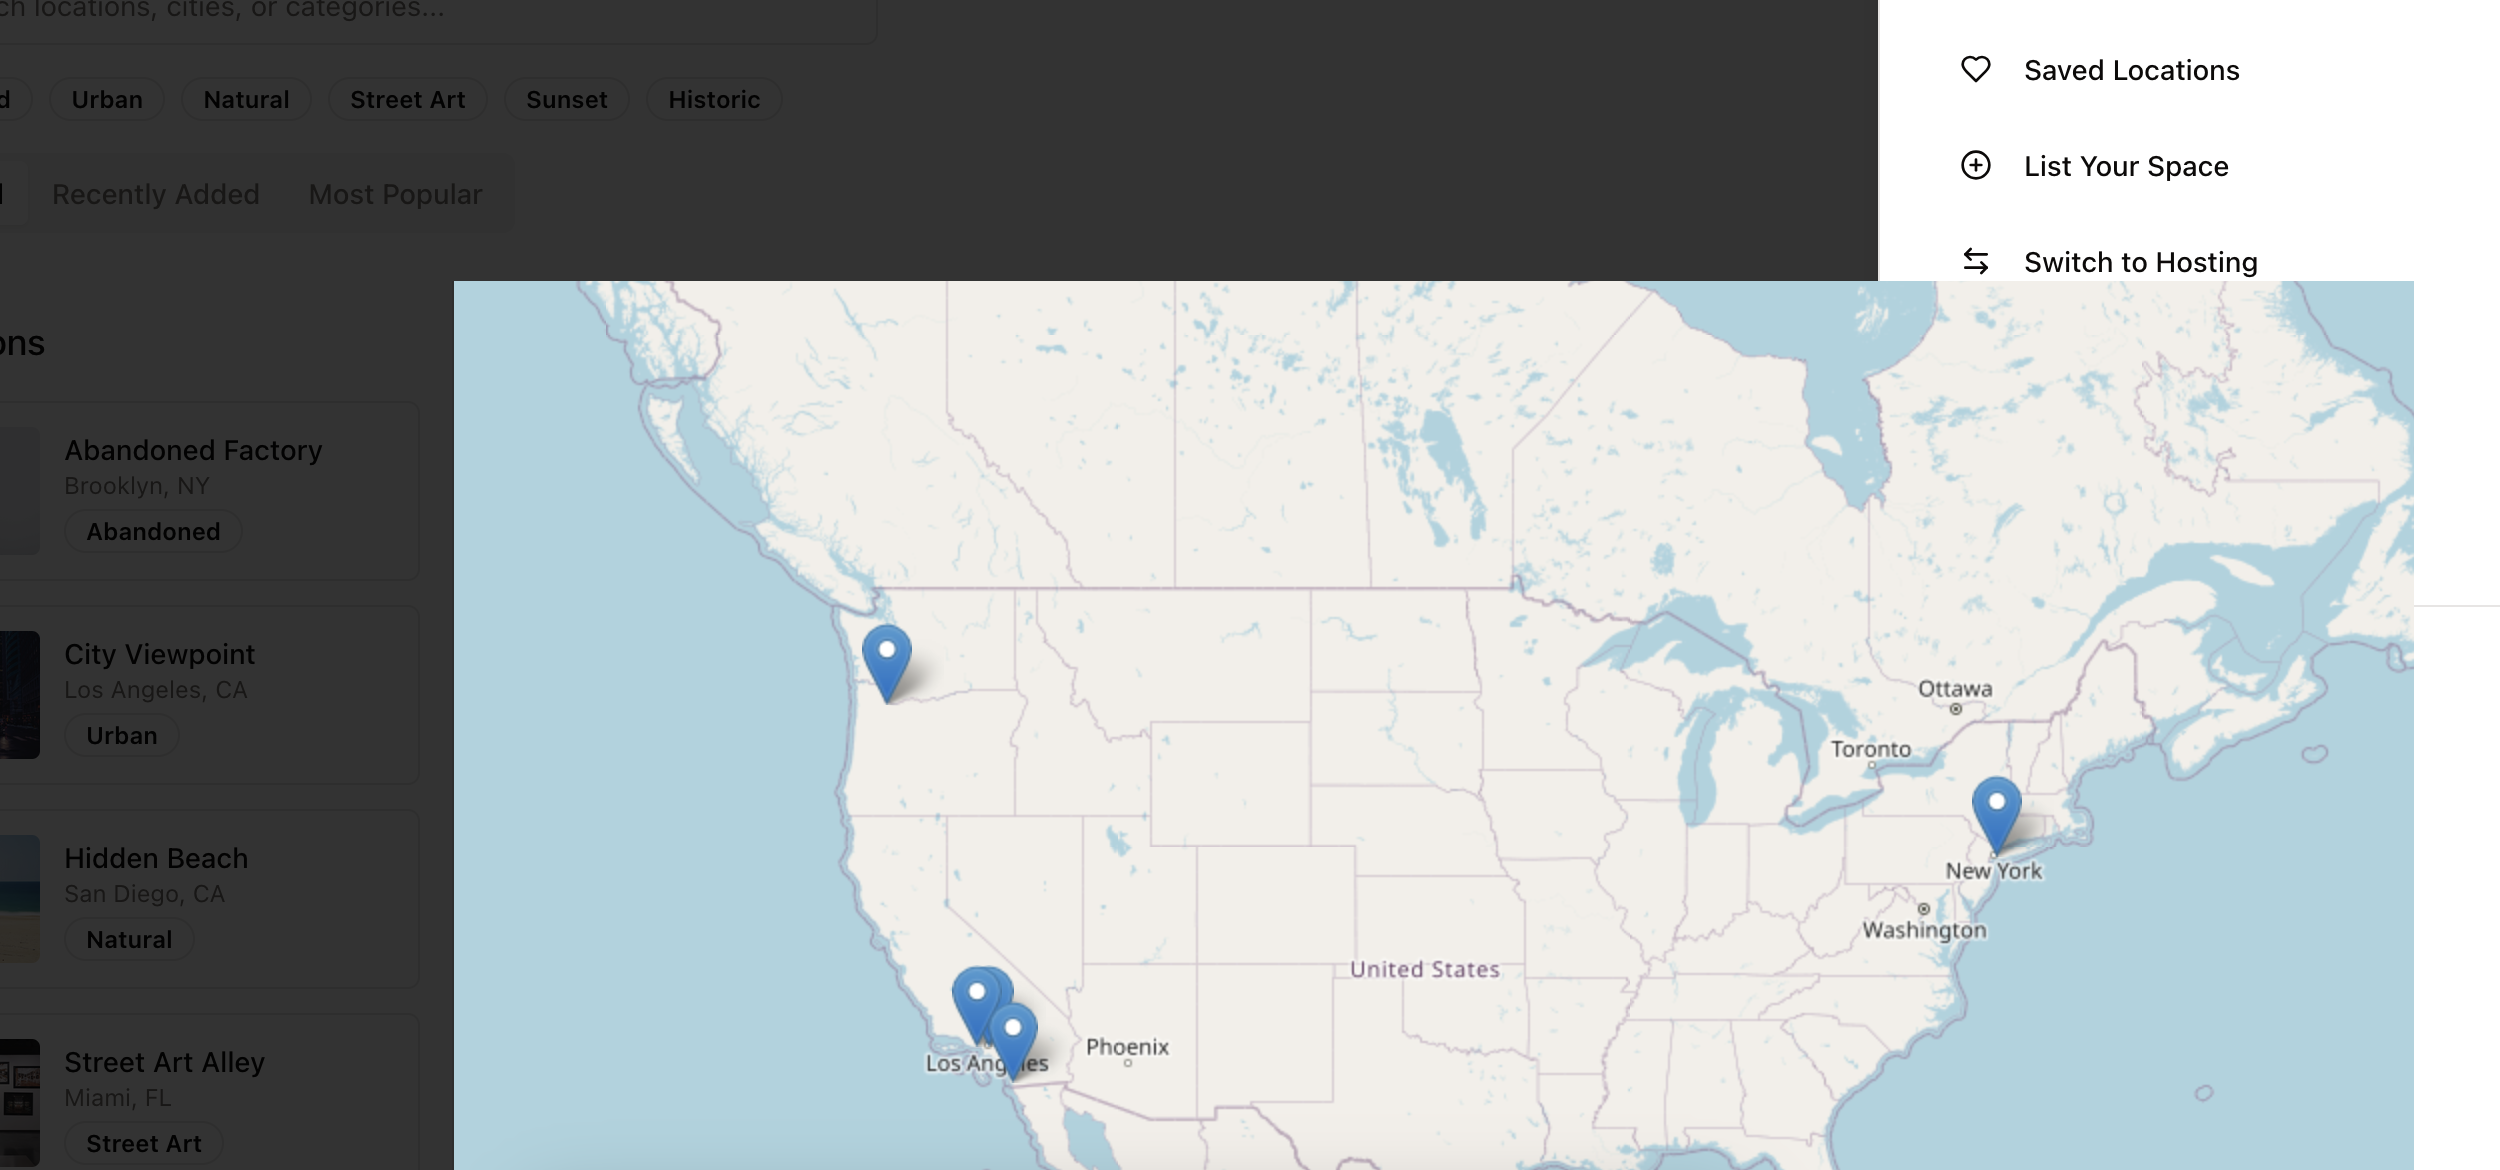 ch locations, cities, or categories...
d
Urban
Natural
Street Art
Sunset
Historic
Recently Added
Most Popular
ons
Abandoned Factory
Brooklyn, NY
Abandoned
City Viewpoint
Los Angeles, CA
Urban
Hidden Beach
San Diego, CA
Natural
Street Art Alley
Miami, FL
Street Art
Saved Locations
List Your Space
Switch to Hosting
Ottawa
Toronto
New York
Washington
United States
Phoenix
Los Angeles